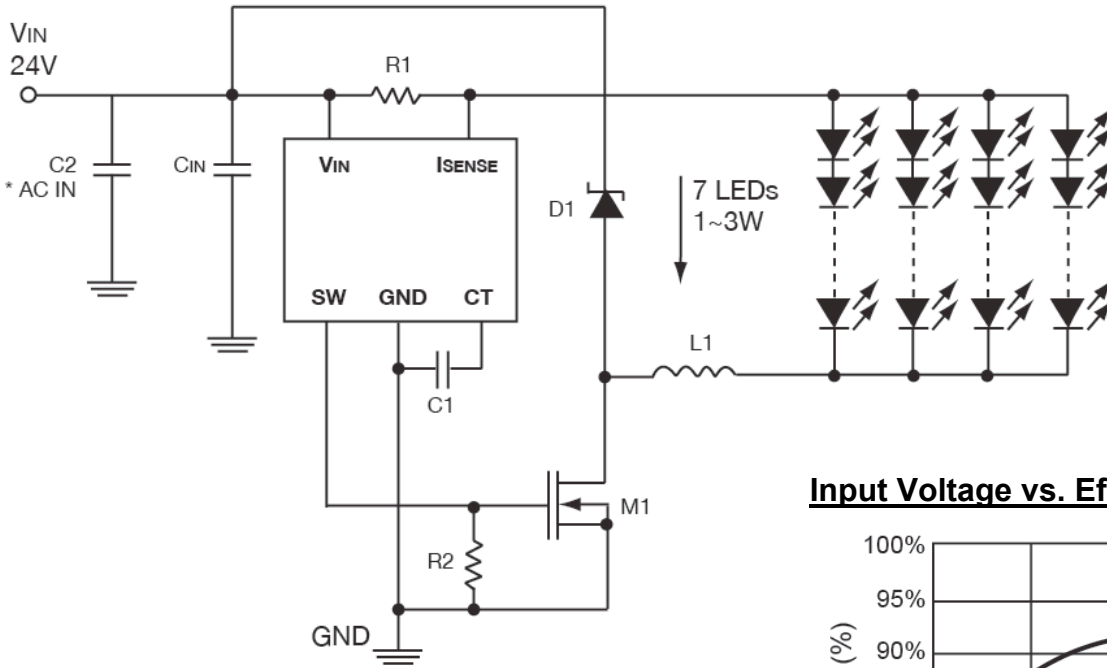 VIN
24V
R1
C2
* AC IN
CIN
VIN
ISENSE
D1
7 LEDs
1~3W
SW
GND
CT
L1
C1
M1
R2
GND
Input Voltage vs. Ef
100%
95%
90%
(%)